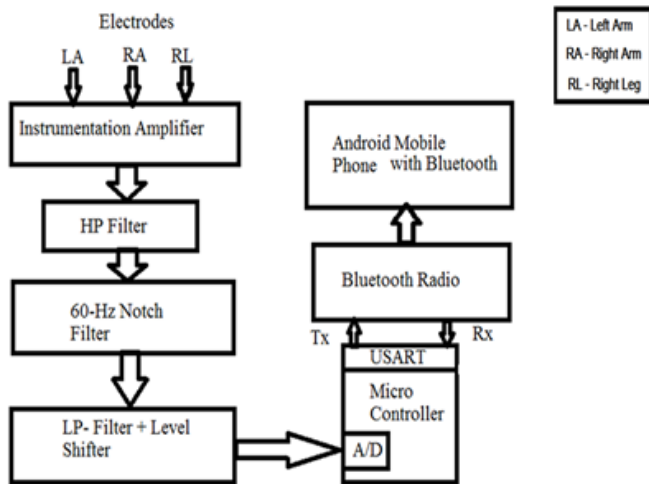 Electrodes
LA RA RL
Instrumentation Amplifier
HP Filter
60-Hz Notch
Filter
LP- Filter + Level
Shifter
LA - Left Arm
RA - Right Arm
RL - Right Leg
Android Mobile
Phone with Bluetooth
Bluetooth Radio
Tx Rx
USART
Micro
Controller
A/D